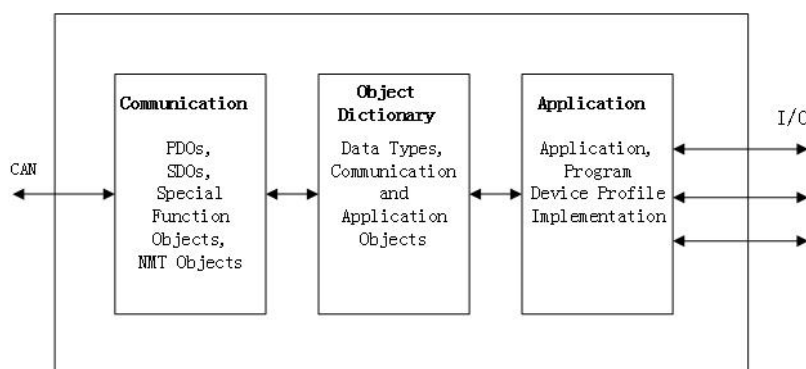 CAN
Communication
PDOs,
SDOs,
Special
Function
Objects,
NMT Objects
Object
Dictionary
Data Types,
Communication
and
Application
Objects
Application
Application,
Program
Device Profile
Implementation
I/O